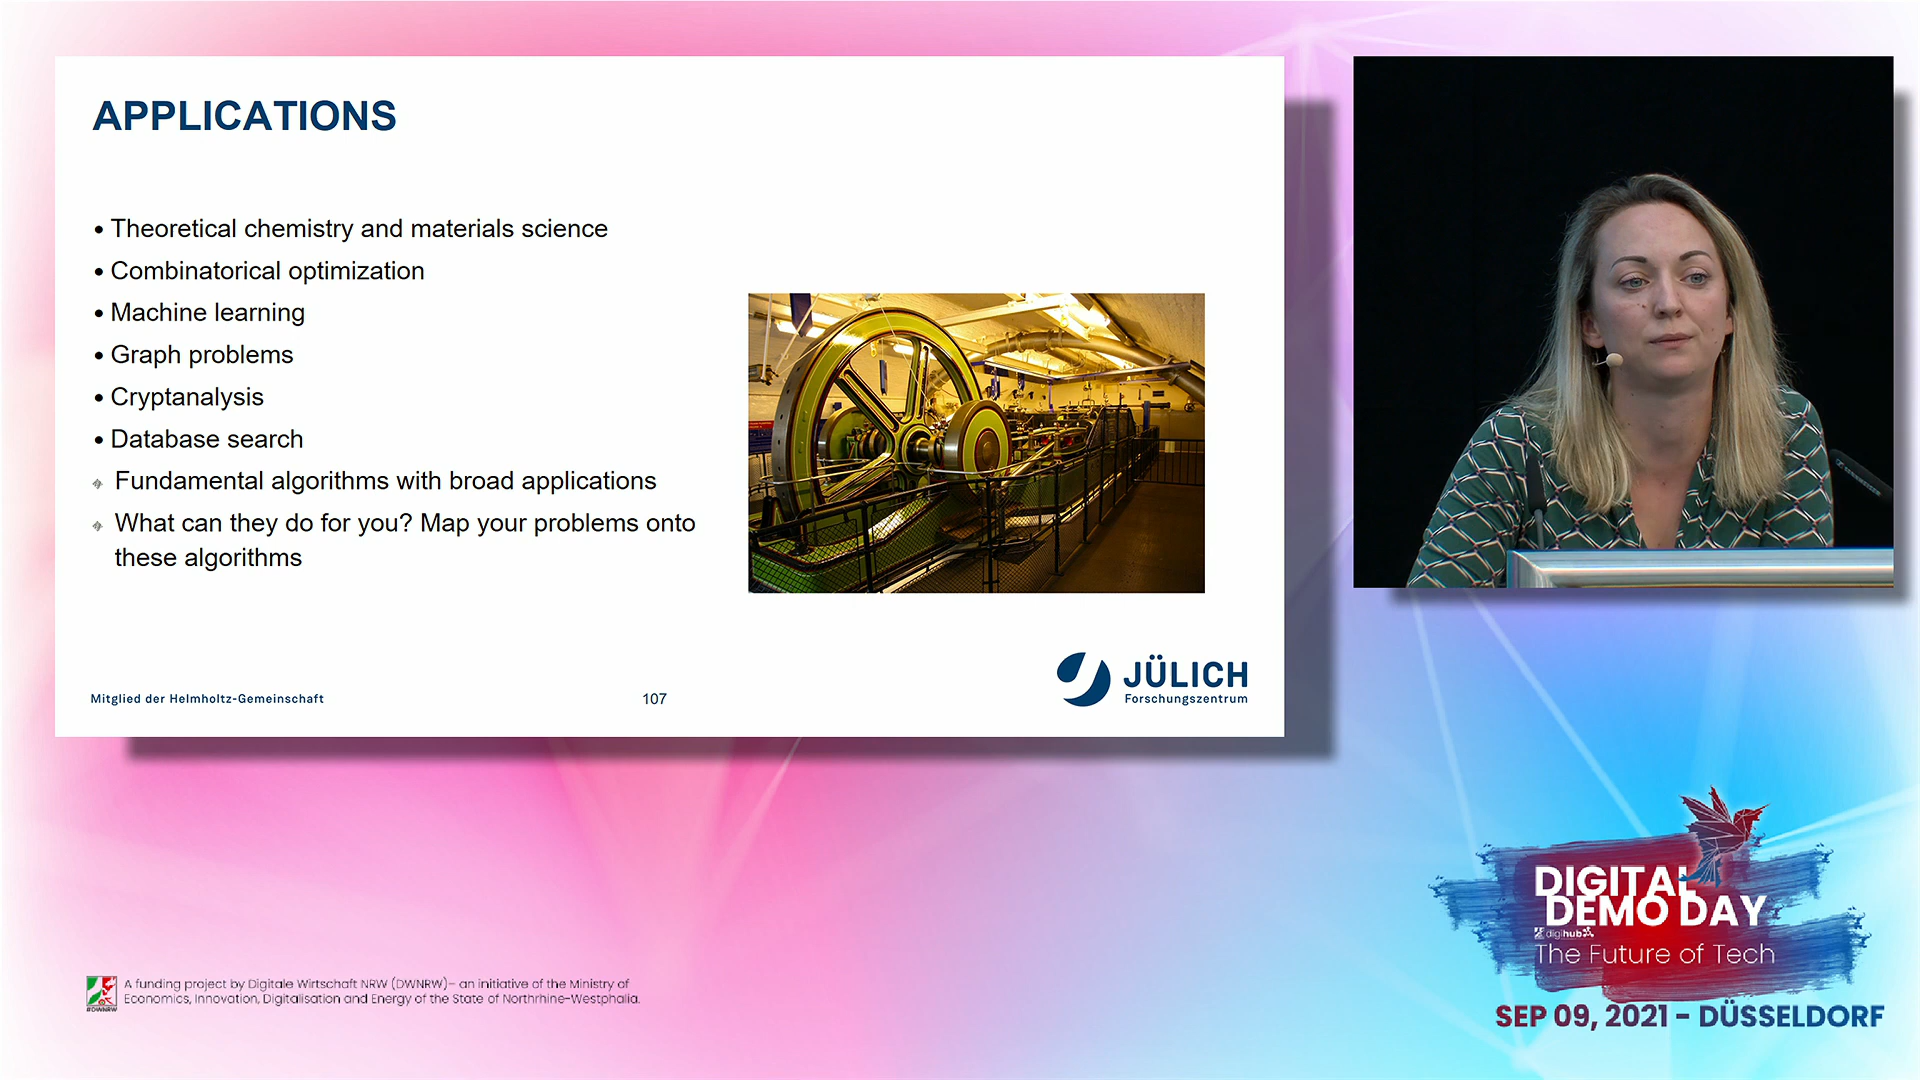 APPLICATIONS
• Theoretical chemistry and materials science
• Combinatorical optimization
• Machine learning
• Graph problems
• Cryptanalysis
• Database search
Fundamental algorithms with broad applications
What can they do for you? Map your problems onto
these algorithms
Mitglied der Helmholtz-Gemeinschaft
107
JÜLICH
Forschungszentrum
DIGITAL
DEMO DAY
digihub
The Future of Tech
SEP 09, 2021 - DÜSSELDORF
A funding project by Digitale Wirtschaft NRW (DWNRW)– an initiative of the Ministry of
Economics, Innovation, Digitalisation and Energy of the State of Northrhine-Westphalia.
#DWNRW